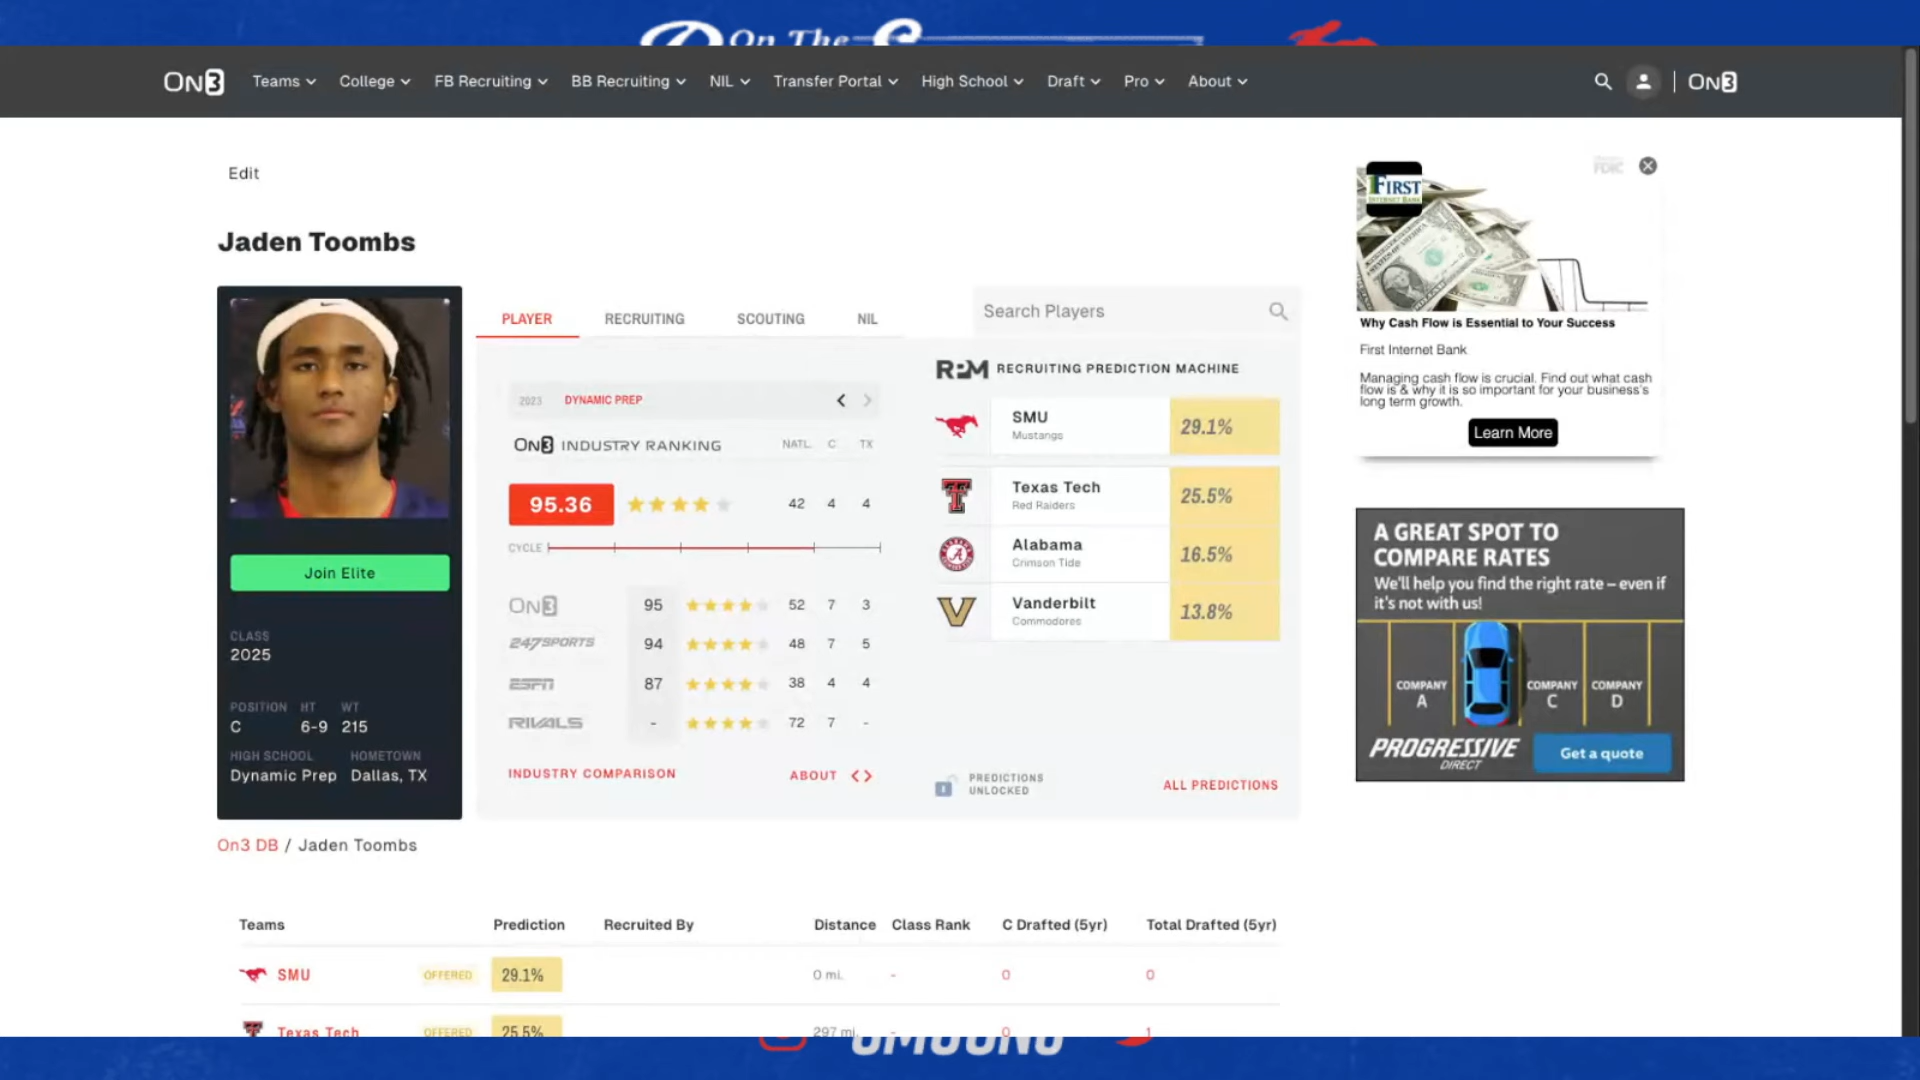 On The
ON3 Teams College FB Recruiting BB Recruiting NIL Transfer Portal High School Draft Pro About ON3
Edit
Jaden Toombs
Join Elite
CLASS
2025
POSITION HT WT
C 6-9 215
HIGH SCHOOL HOMETOWN
Dynamic Prep Dallas, TX
PLAYER RECRUITING SCOUTING NIL
Search Players
2023 DYNAMIC PREP
ON3 INDUSTRY RANKING NATL. C TX
95.36 42 4 4
CYCLE
ON3 95 52 7 3
247SPORTS 94 48 7 5
ESPN 87 38 4 4
RIVALS - 72 7 -
INDUSTRY COMPARISON ABOUT
RPM RECRUITING PREDICTION MACHINE
SMU 29.1%
Mustangs
Texas Tech 25.5%
Red Raiders
Alabama 16.5%
Crimson Tide
Vanderbilt 13.8%
Commodores
PREDICTIONS
UNLOCKED
ALL PREDICTIONS
On3 DB / Jaden Toombs
Teams Prediction Recruited By Distance Class Rank C Drafted (5yr) Total Drafted (5yr)
SMU OFFERED 29.1% 0 mi. - 0 0
Texas Tech OFFERED 25.5% 297 mi. - 0 1
FDIC
FIRST
INTERNET BANK
Why Cash Flow is Essential to Your Success
First Internet Bank
Managing cash flow is crucial. Find out what cash
flow is & why it is so important for your business's
long term growth.
Learn More
A GREAT SPOT TO
COMPARE RATES
We'll help you find the right rate – even if
it's not with us!
COMPANY A
COMPANY C
COMPANY D
PROGRESSIVE
DIRECT
Get a quote